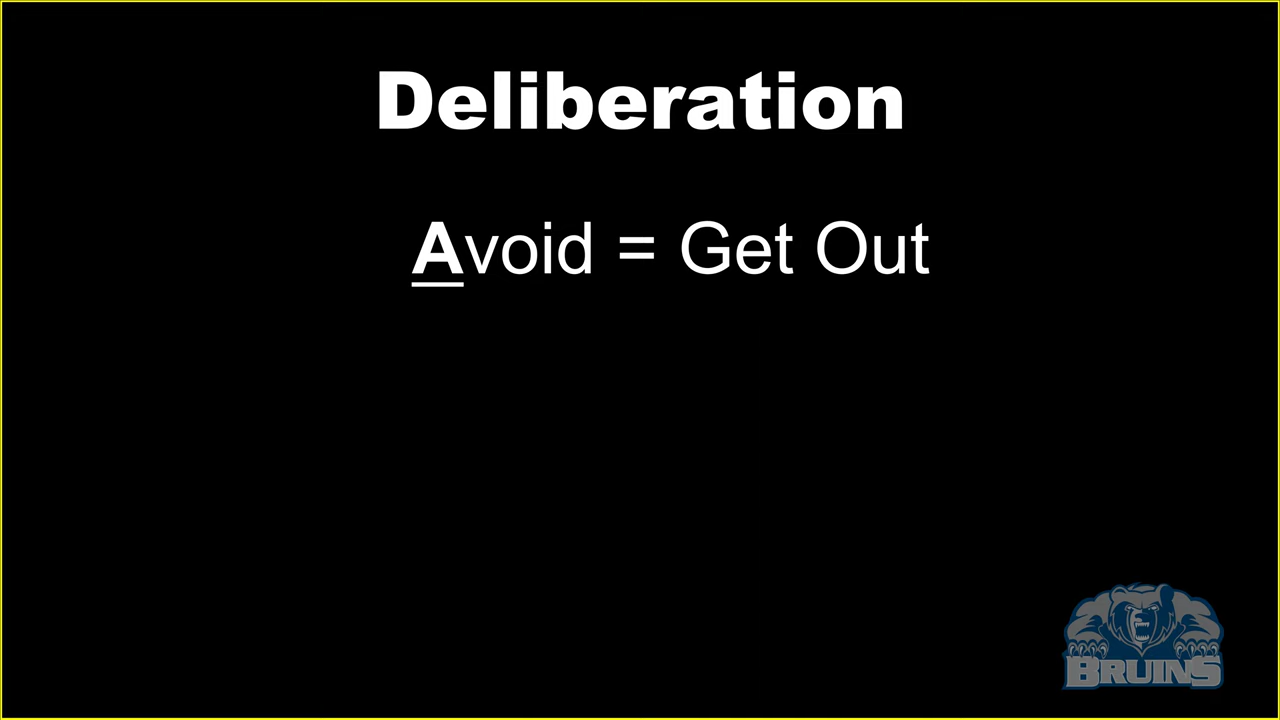 Deliberation
Avoid = Get Out
BRUINS